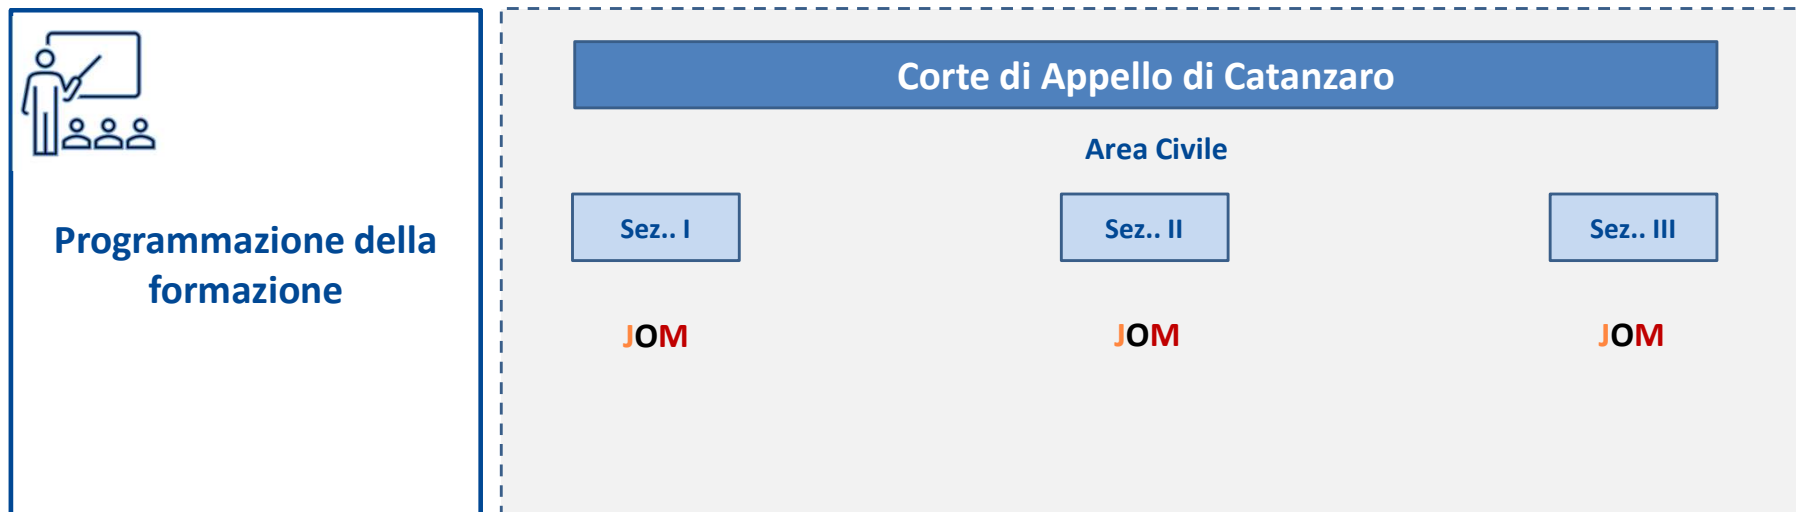 Programmazione della
formazione
Corte di Appello di Catanzaro
Area Civile
Sez.. I
Sez.. II
Sez.. III
JOM
JOM
JOM